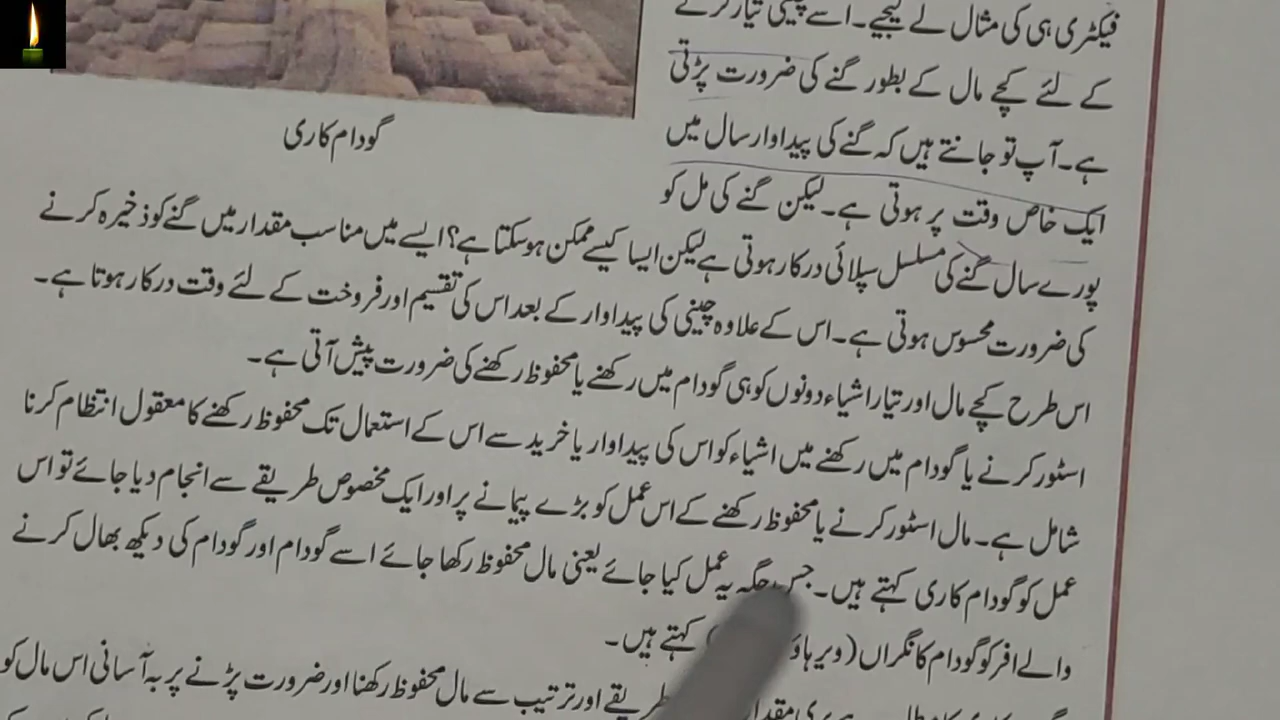 فیکٹری ہی کی مثال لے لیجیے۔ اسے چینی تیار کرنے
کے لئے کچے مال کے بطور گنے کی ضرورت پڑتی
ہے۔ آپ تو جانتے ہیں کہ گنے کی پیداوار سال میں
ایک خاص وقت پر ہوتی ہے۔ لیکن گنے کی مل کو
گودام کاری
پورے سال گنے کی مسلسل سپلائی درکار ہوتی ہے لیکن ایسا کیسے ممکن ہو سکتا ہے؟ ایسے میں مناسب مقدار میں گنے کو ذخیرہ کرنے
کی ضرورت محسوس ہوتی ہے۔ اس کے علاوہ چینی کی پیداوار کے بعد اس کی تقسیم اور فروخت کے لئے وقت درکار ہوتا ہے۔
اس طرح کچے مال اور تیار اشیاء دونوں کو ہی گودام میں رکھنے یا محفوظ رکھنے کی ضرورت پیش آتی ہے۔
اسٹور کرنے یا گودام میں رکھنے میں اشیاء کو اس کی پیداوار یا خرید سے اس کے استعمال تک محفوظ رکھنے کا معقول انتظام کرنا
شامل ہے۔ مال اسٹور کرنے یا محفوظ رکھنے کے اس عمل کو بڑے پیمانے پر اور ایک مخصوص طریقے سے انجام دیا جائے تو اس
عمل کو گودام کاری کہتے ہیں۔ جس جگہ یہ عمل کیا جائے یعنی مال محفوظ رکھا جائے اسے گودام اور گودام کی دیکھ بھال کرنے
والے افر کو گودام کا نگراں (ویر ہاؤ ) کہتے ہیں۔
طریقے اور ترتیب سے مال محفوظ رکھنا اور ضرورت پڑنے پر بہ آسانی اس مال کو